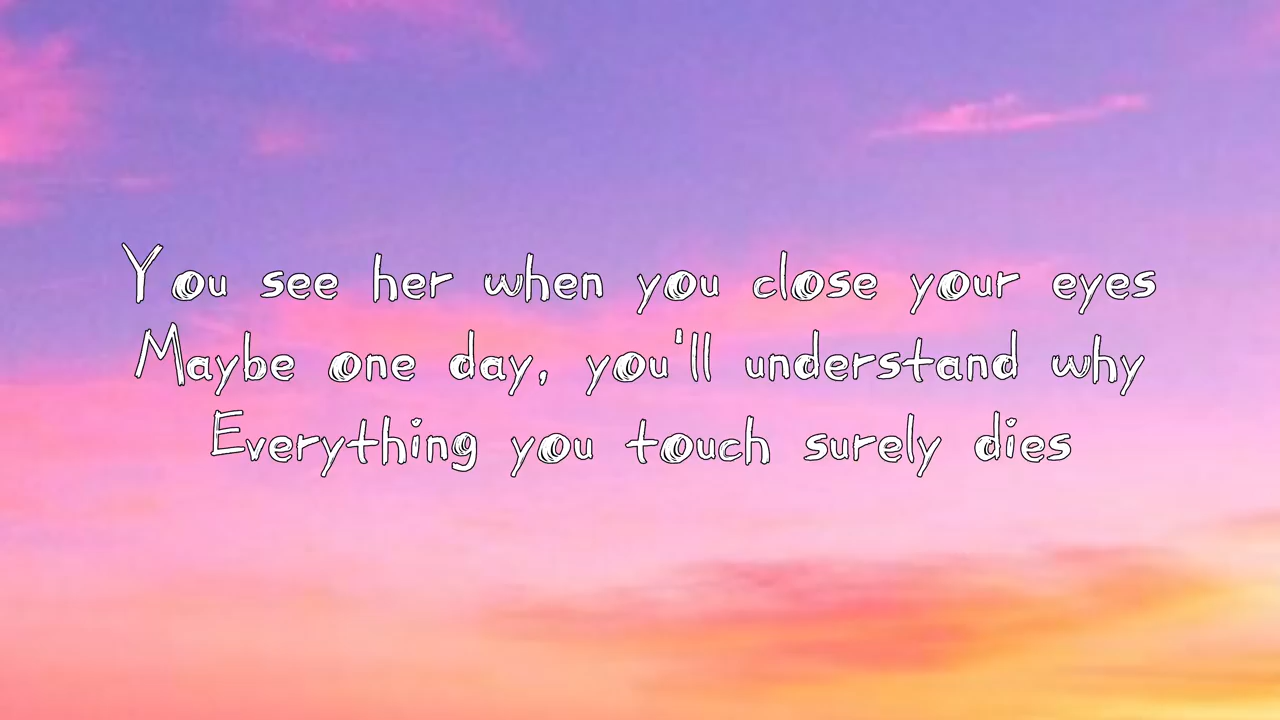 You see her when you close your eyes
Maybe one day, you'll understand why
Everything you touch surely dies